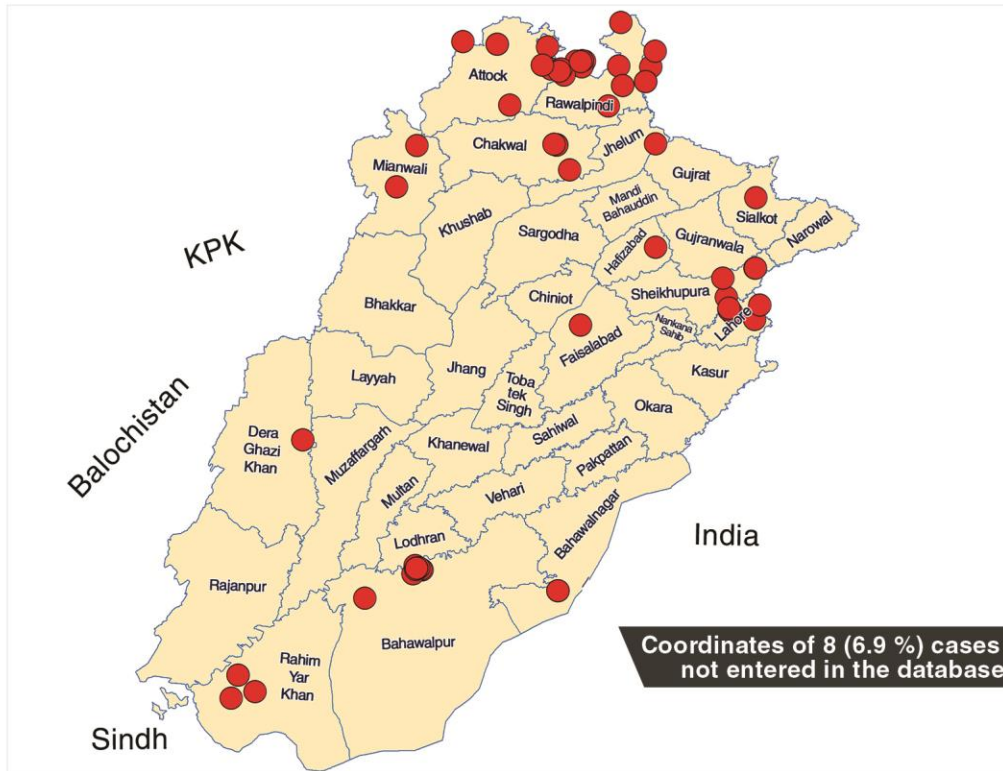 Attock
Rawalpindi
Chakwal
Jhelum
Mianwali
Gujrat
Mandi
Bahauddin
Khushab
Sialkot
Narowal
Sargodha
Gujranwala
KPK
Hafizabad
Sheikhupura
Bhakkar
Chiniot
Lahore
Nankana
Sahib
Faisalabad
Jhang
Kasur
Layyah
Toba
tek
Singh
Okara
Balochistan
Dera
Ghazi
Khan
Muzaffargarh
Khanewal
Sahiwal
Pakpattan
Multan
Vehari
Bahawalnagar
Lodhran
India
Rajanpur
Bahawalpur
Rahim
Yar
Khan
Coordinates of 8 (6.9 %) cases
not entered in the database
Sindh